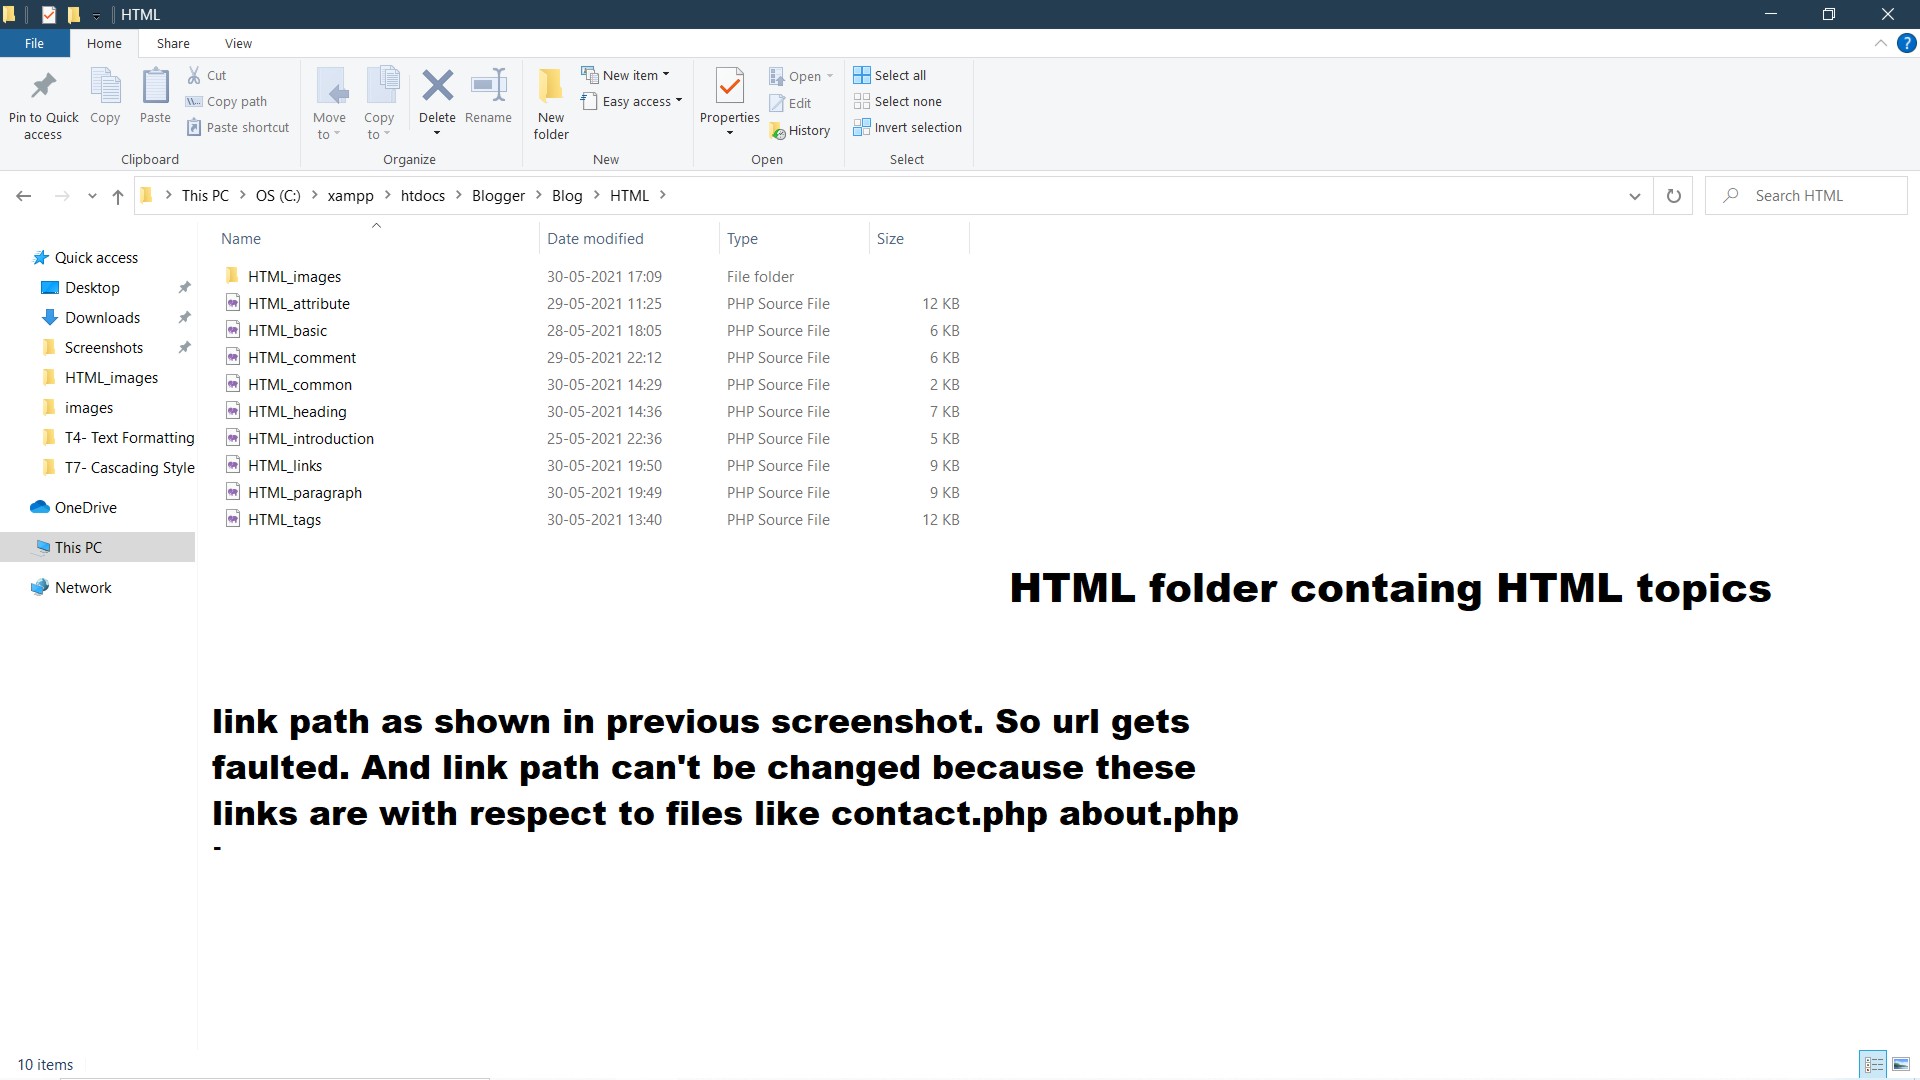 HTML
File Home Share View
Pin to Quick access
Copy
Paste
Cut
Copy path
Paste shortcut
Clipboard
Move to
Copy to
Delete
Rename
Organize
New folder
New item
Easy access
New
Properties
Open
Edit
History
Open
Select all
Select none
Invert selection
Select
This PC > OS (C:) > xampp > htdocs > Blogger > Blog > HTML >
Search HTML
Quick access
Desktop
Downloads
Screenshots
HTML_images
images
T4- Text Formatting
T7- Cascading Style
OneDrive
This PC
Network
Name Date modified Type Size
HTML_images 30-05-2021 17:09 File folder
HTML_attribute 29-05-2021 11:25 PHP Source File 12 KB
HTML_basic 28-05-2021 18:05 PHP Source File 6 KB
HTML_comment 29-05-2021 22:12 PHP Source File 6 KB
HTML_common 30-05-2021 14:29 PHP Source File 2 KB
HTML_heading 30-05-2021 14:36 PHP Source File 7 KB
HTML_introduction 25-05-2021 22:36 PHP Source File 5 KB
HTML_links 30-05-2021 19:50 PHP Source File 9 KB
HTML_paragraph 30-05-2021 19:49 PHP Source File 9 KB
HTML_tags 30-05-2021 13:40 PHP Source File 12 KB
HTML folder containg HTML topics
link path as shown in previous screenshot. So url gets
faulted. And link path can't be changed because these
links are with respect to files like contact.php about.php
-
10 items